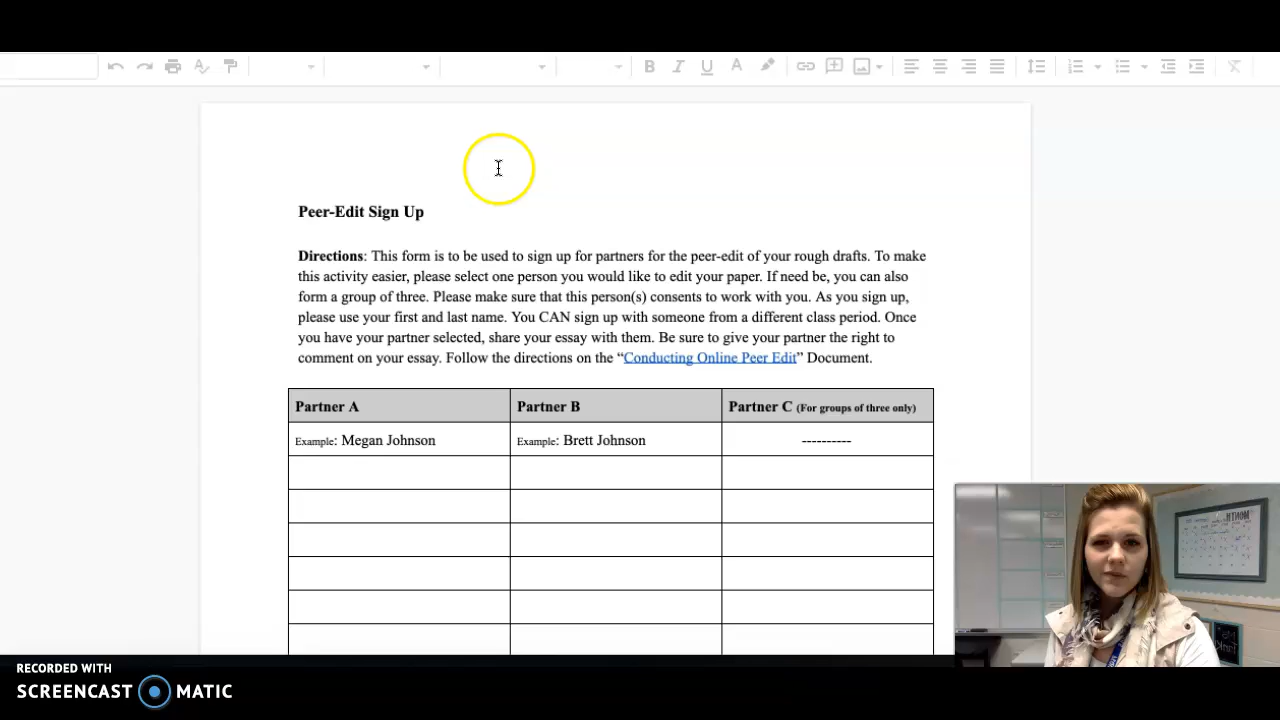 Peer-Edit Sign Up
Directions: This form is to be used to sign up for partners for the peer-edit of your rough drafts. To make
this activity easier, please select one person you would like to edit your paper. If need be, you can also
form a group of three. Please make sure that this person(s) consents to work with you. As you sign up,
please use your first and last name. You CAN sign up with someone from a different class period. Once
you have your partner selected, share your essay with them. Be sure to give your partner the right to
comment on your essay. Follow the directions on the “Conducting Online Peer Edit” Document.
Partner A Partner B Partner C (For groups of three only)
Example: Megan Johnson Example: Brett Johnson ----------
MONTH
RECORDED WITH
SCREENCAST MATIC